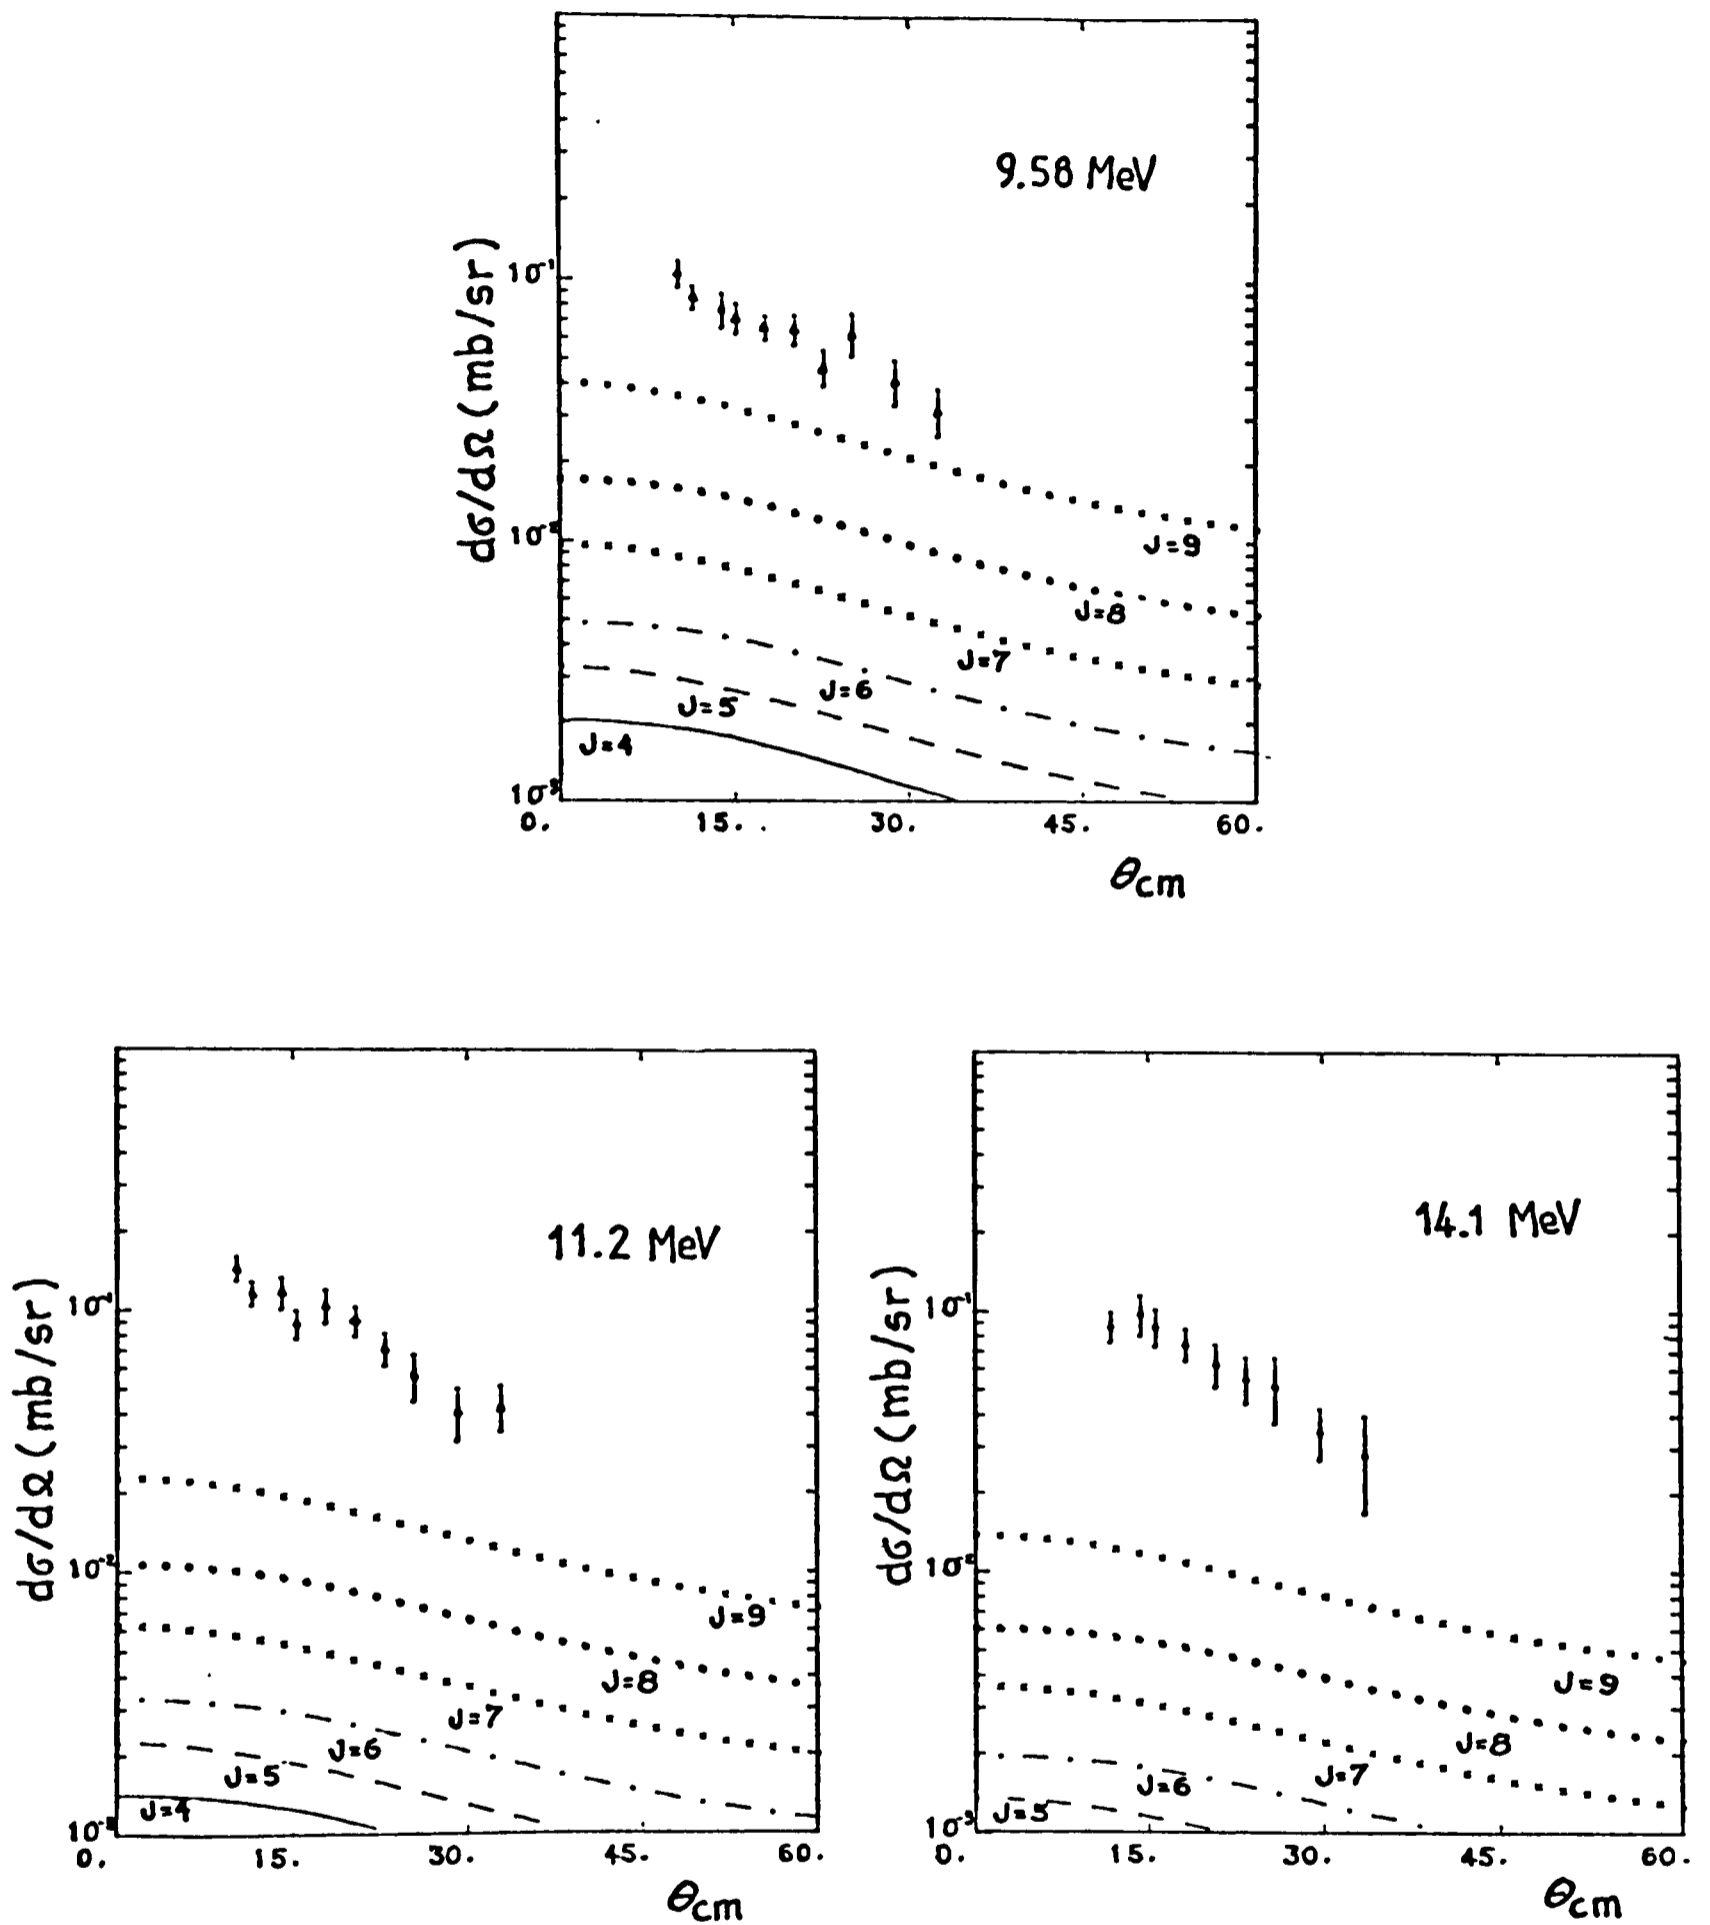 9.58 MeV
dσ/dΩ (mb/sr)
10⁻¹
10⁻²
10⁻³
J=9
J=8
J=7
J=6
J=5
J=4
0. 15. 30. 45. 60.
θcm
11.2 MeV
dσ/dΩ (mb/sr)
10⁻¹
10⁻²
10⁻³
J=9
J=8
J=7
J=6
J=5
J=4
0. 15. 30. 45. 60.
θcm
14.1 MeV
dσ/dΩ (mb/sr)
10⁻¹
10⁻²
10⁻³
J=9
J=8
J=7
J=6
J=5
0. 15. 30. 45. 60.
θcm